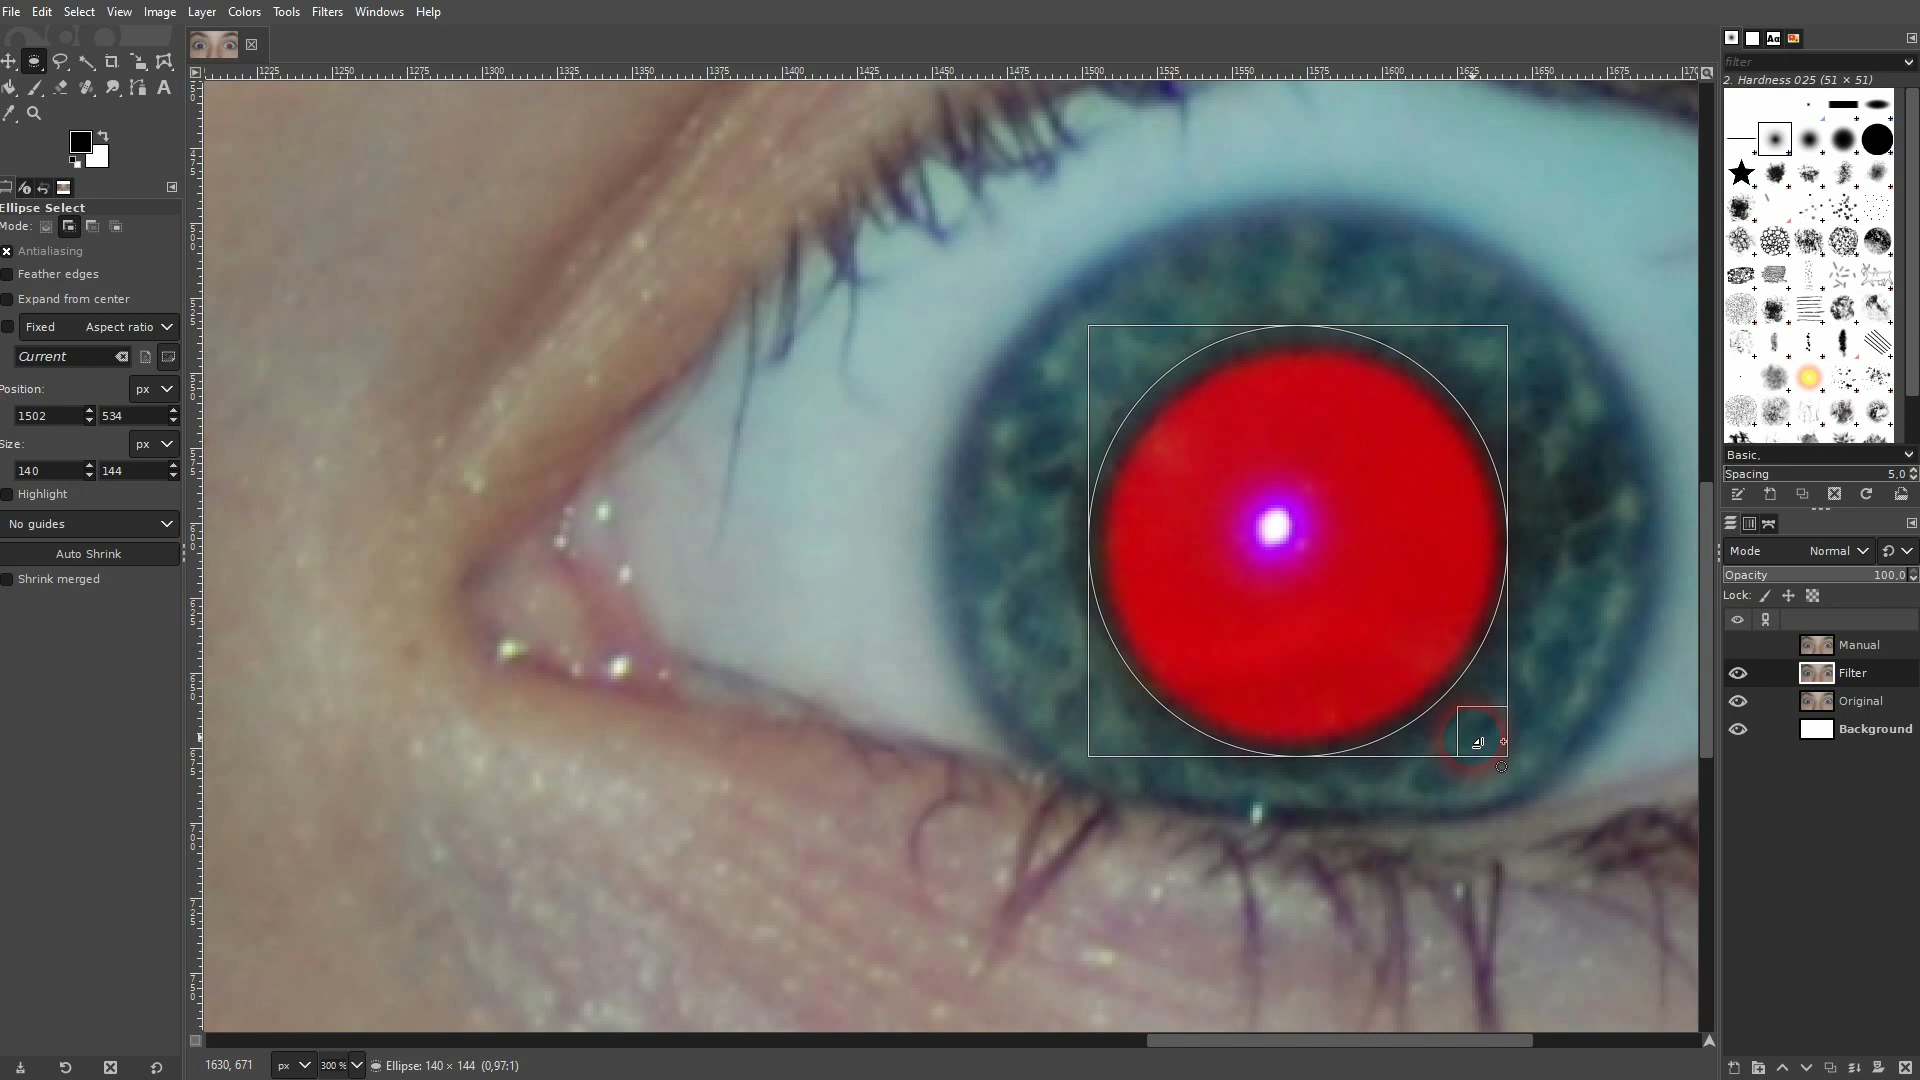 File Edit Select View Image Layer Colors Tools Filters Windows Help
1225 1250 1275 1300 1325 1350 1375 1400 1425 1450 1475 1500 1525 1550 1575 1600 1625 1650 1675 170
filter
2. Hardness 025 (51 × 51)
Ellipse Select
Mode:
Antialiasing
Feather edges
Expand from center
Fixed Aspect ratio
Current
Position: px
1502 534
Size: px
140 144
Highlight
No guides
Auto Shrink
Shrink merged
Basic,
Spacing 5,0
Mode Normal
Opacity 100,0
Lock:
Manual
Filter
Original
Background
1630, 671 px 300 % Ellipse: 140 × 144 (0,97:1)